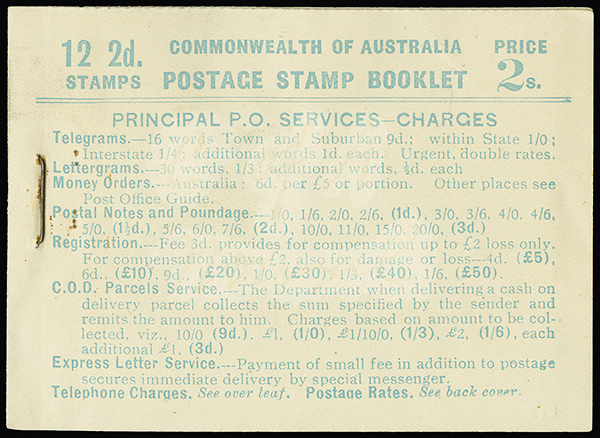 12 2d. COMMONWEALTH OF AUSTRALIA PRICE
STAMPS POSTAGE STAMP BOOKLET 2s.
PRINCIPAL P.O. SERVICES—CHARGES
Telegrams.—16 words Town and Suburban 9d.; within State 1/0;
Interstate 1/4; additional words 1d. each. Urgent, double rates.
Lettergrams.—30 words, 1/3; additional words, ½d. each
Money Orders.—Australia: 6d. per £5 or portion. Other places see
Post Office Guide.
Postal Notes and Poundage.—1/0, 1/6, 2/0, 2/6, (1d.), 3/0, 3/6, 4/0, 4/6,
5/0, (1½d.), 5/6, 6/0, 7/6, (2d.), 10/0, 11/0, 15/0, 20/0, (3d.)
Registration.—Fee 3d. provides for compensation up to £2 loss only.
For compensation above £2, also for damage or loss—4d. (£5),
6d., (£10), 9d., (£20), 1/0, (£30), 1/3, (£40), 1/6, (£50).
C.O.D. Parcels Service.—The Department when delivering a cash on
delivery parcel collects the sum specified by the sender and
remits the amount to him. Charges based on amount to be col-
lected, viz., 10/0 (9d.). £1, (1/0), £1/10/0, (1/3), £2, (1/6), each
additional £1, (3d.)
Express Letter Service.—Payment of small fee in addition to postage
secures immediate delivery by special messenger.
Telephone Charges, See over leaf. Postage Rates. See back cover.